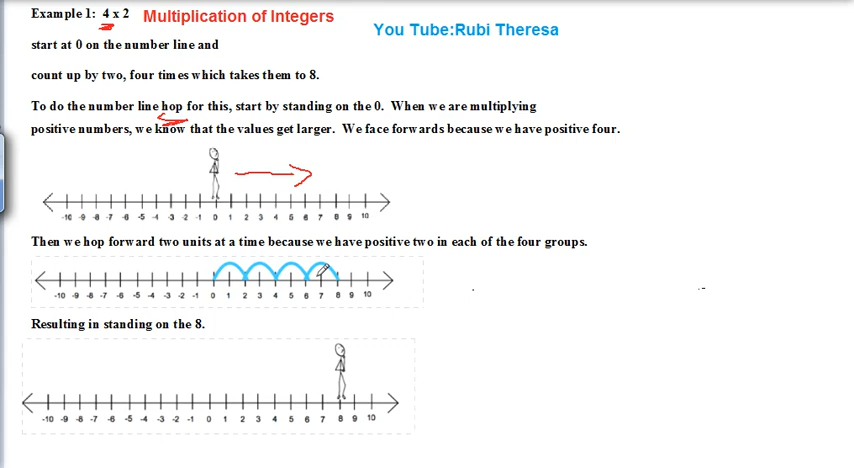 Example 1: 4 x 2 Multiplication of Integers
You Tube:Rubi Theresa
start at 0 on the number line and
count up by two, four times which takes them to 8.
To do the number line hop for this, start by standing on the 0. When we are multiplying
positive numbers, we know that the values get larger. We face forwards because we have positive four.
-10 -9 -8 -7 -6 -5 -4 -3 -2 -1 0 1 2 3 4 5 6 7 8 9 10
Then we hop forward two units at a time because we have positive two in each of the four groups.
-10 -9 -8 -7 -6 -5 -4 -3 -2 -1 0 1 2 3 4 5 6 7 8 9 10
Resulting in standing on the 8.
-10 -9 -8 -7 -6 -5 -4 -3 -2 -1 0 1 2 3 4 5 6 7 8 9 10